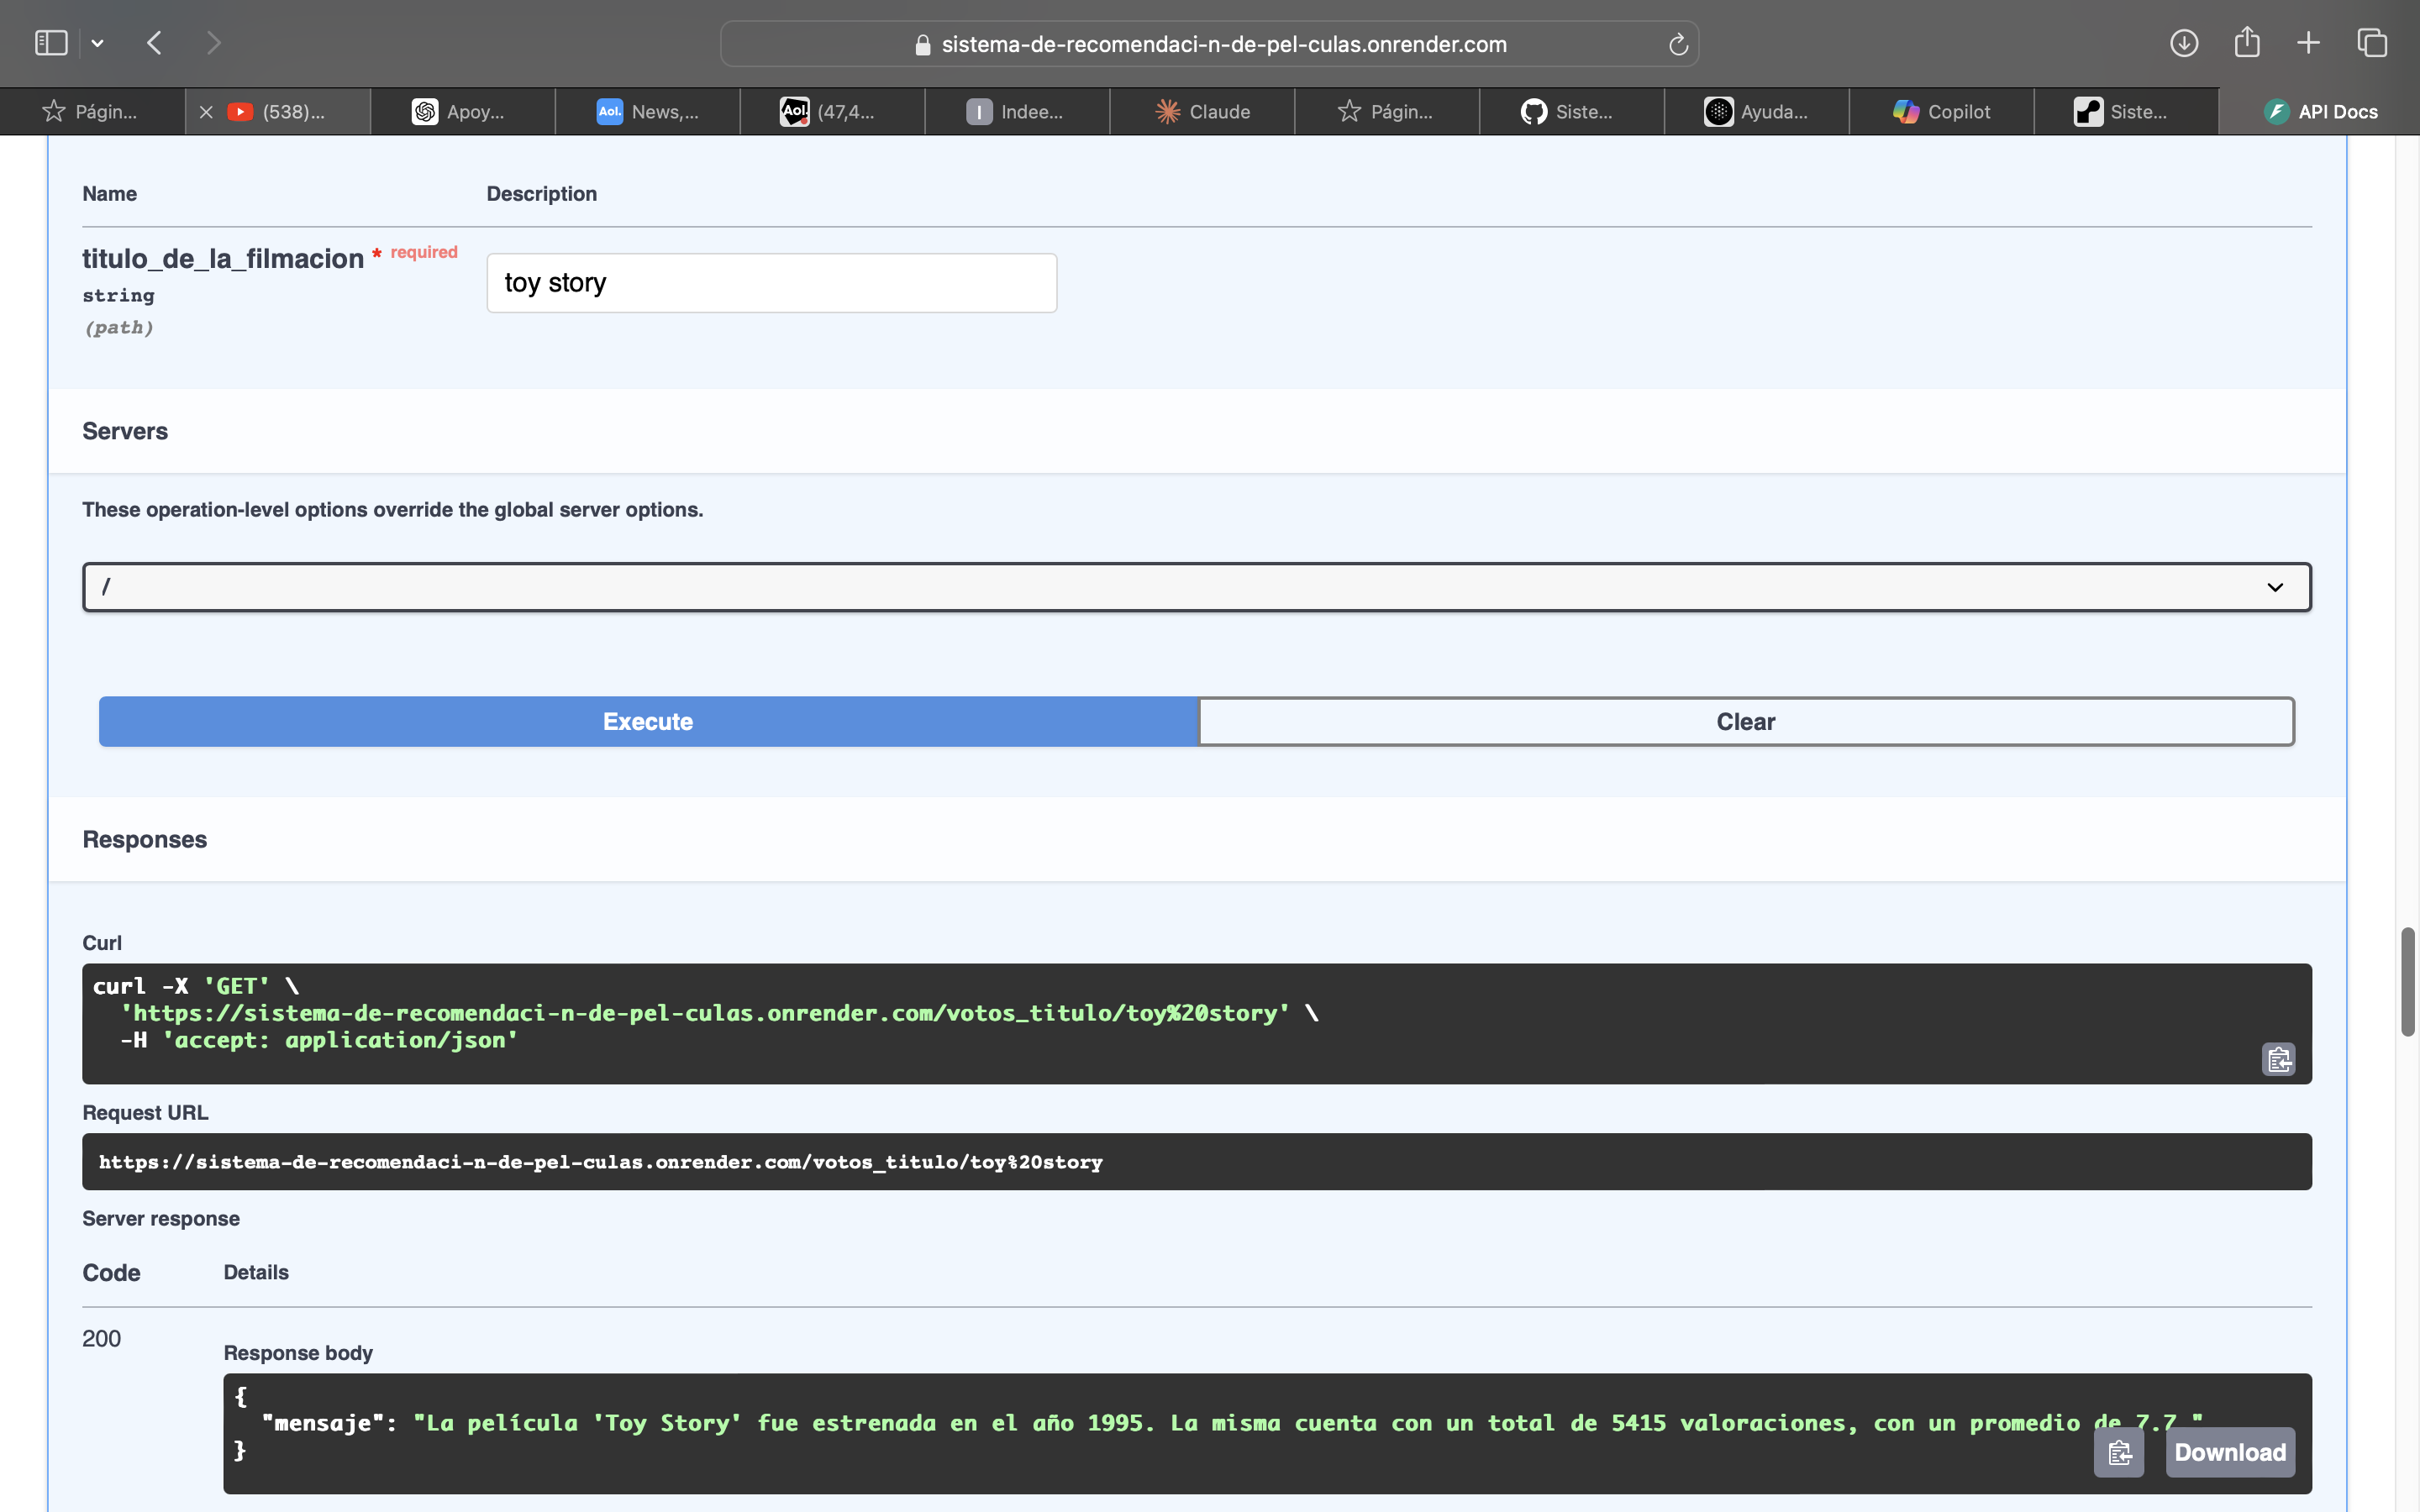 sistema-de-recomendaci-n-de-pel-culas.onrender.com
Págin...
(538)...
Apoy...
Aol.
News,...
Aol
(47,4...
I
Indee...
Claude
Págin...
Siste...
Ayuda...
Copilot
Siste...
API Docs
Name
Description
titulo_de_la_filmacion * required
toy story
string
(path)
Servers
These operation-level options override the global server options.
/
Execute
Clear
Responses
Curl
curl -X 'GET' \
'https://sistema-de-recomendaci-n-de-pel-culas.onrender.com/votos_titulo/toy%20story' \
-H 'accept: application/json'
Request URL
https://sistema-de-recomendaci-n-de-pel-culas.onrender.com/votos_titulo/toy%20story
Server response
Code
Details
200
Response body
{
"mensaje": "La película 'Toy Story' fue estrenada en el año 1995. La misma cuenta con un total de 5415 valoraciones, con un promedio de 7.7."
}
Download